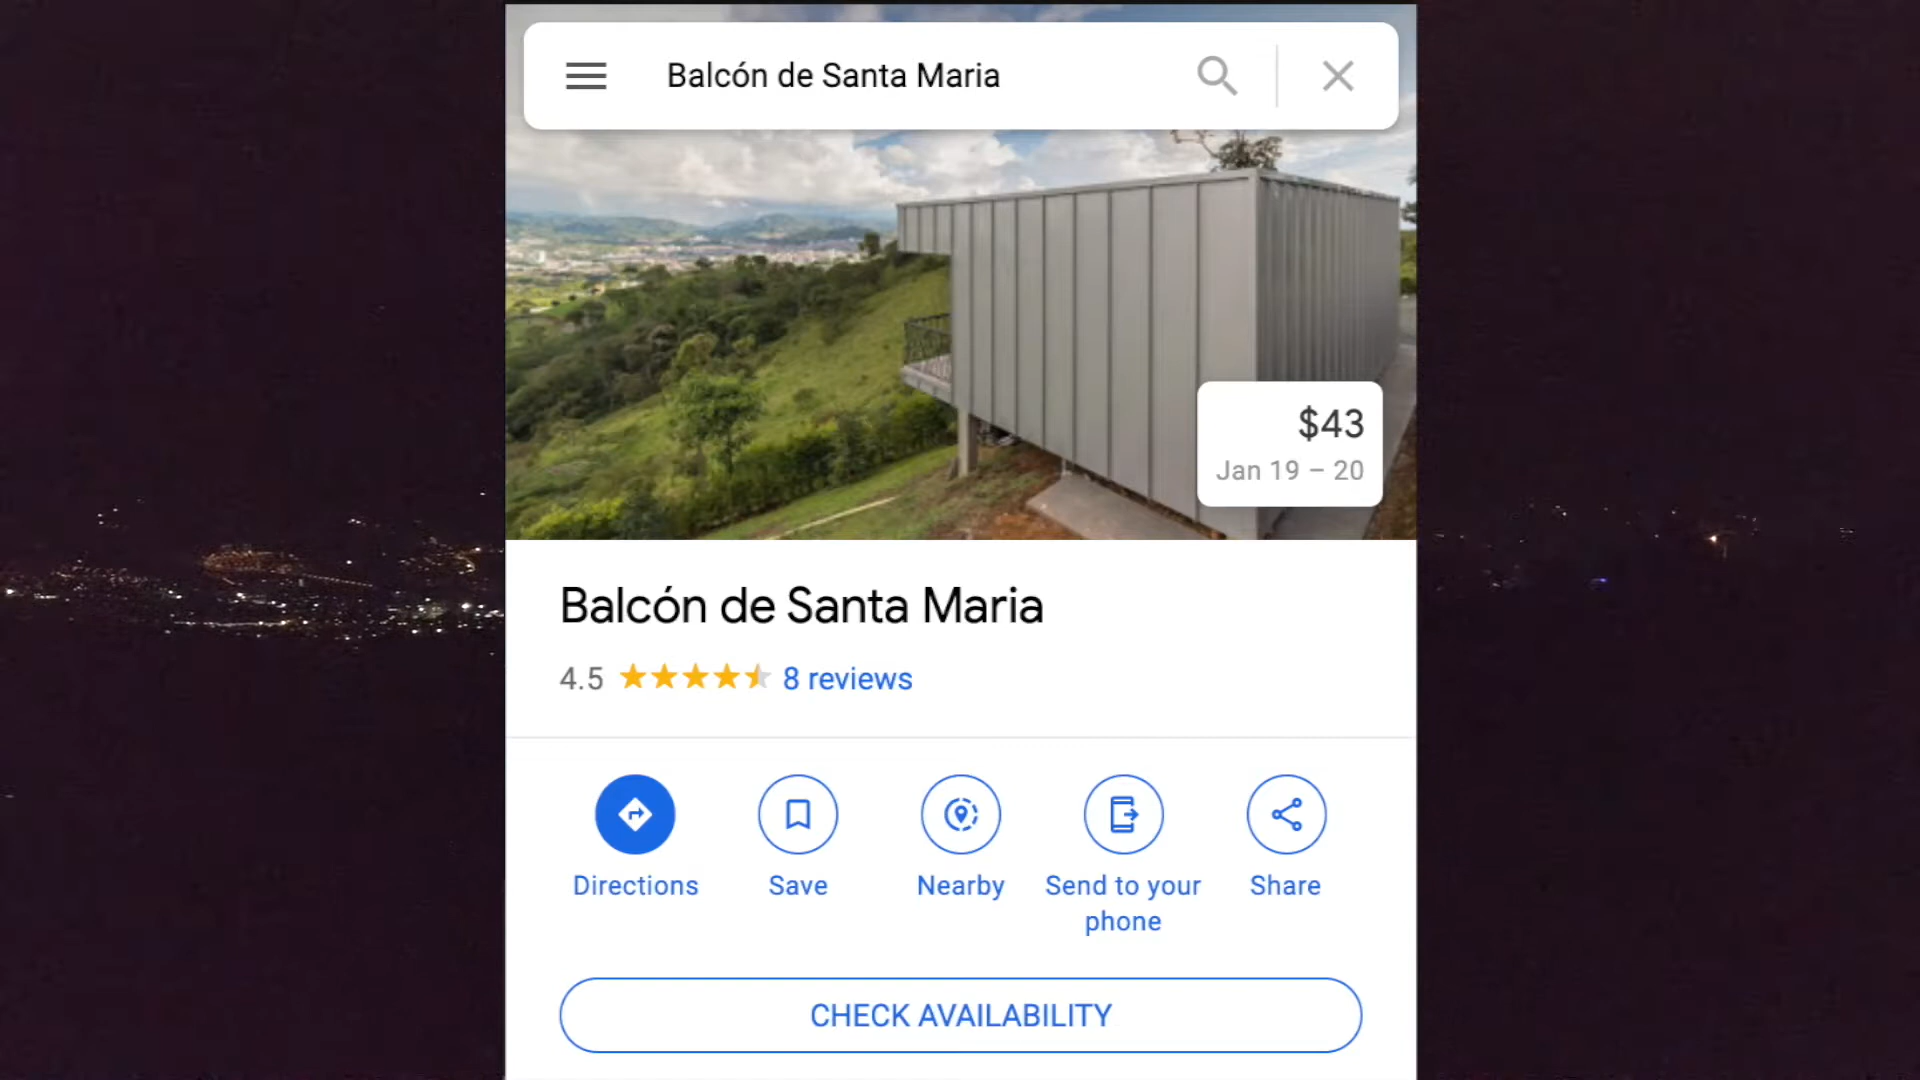 Balcón de Santa Maria
$43
Jan 19 – 20
Balcón de Santa Maria
4.5 8 reviews
Directions Save Nearby Send to your phone Share
CHECK AVAILABILITY